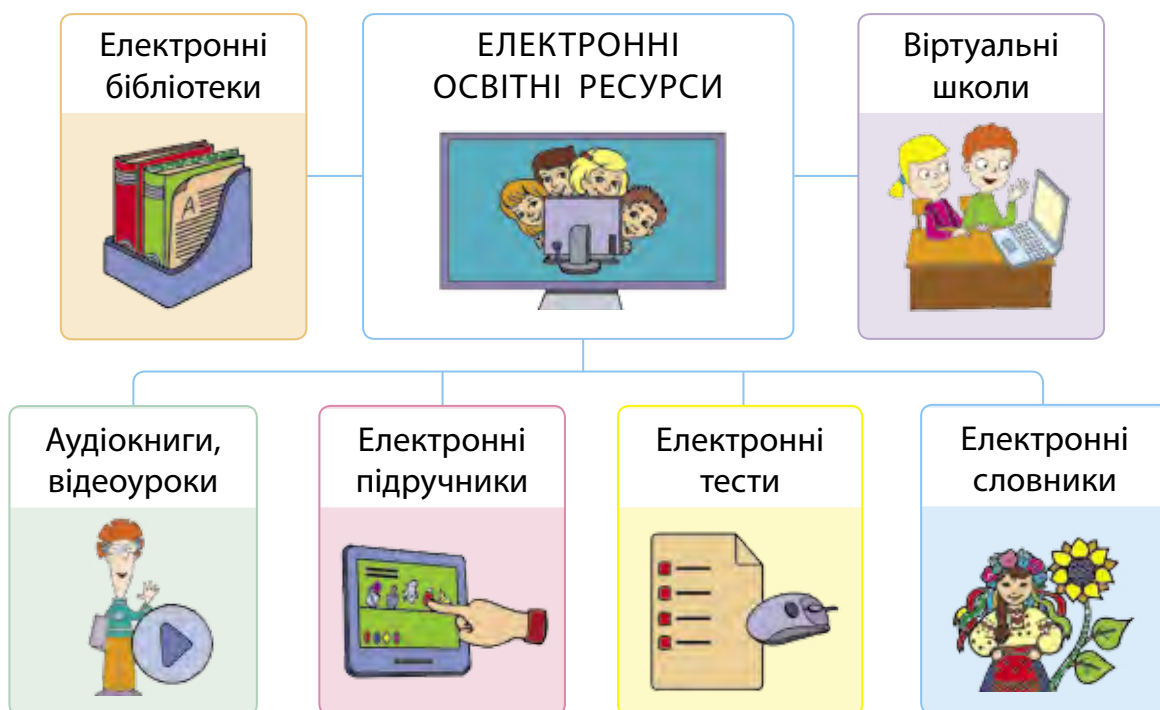 Електронні
бібліотеки
ЕЛЕКТРОННІ
ОСВІТНІ РЕСУРСИ
Віртуальні
школи
A
Аудіокниги,
відеоуроки
Електронні
підручники
Електронні
тести
Електронні
словники